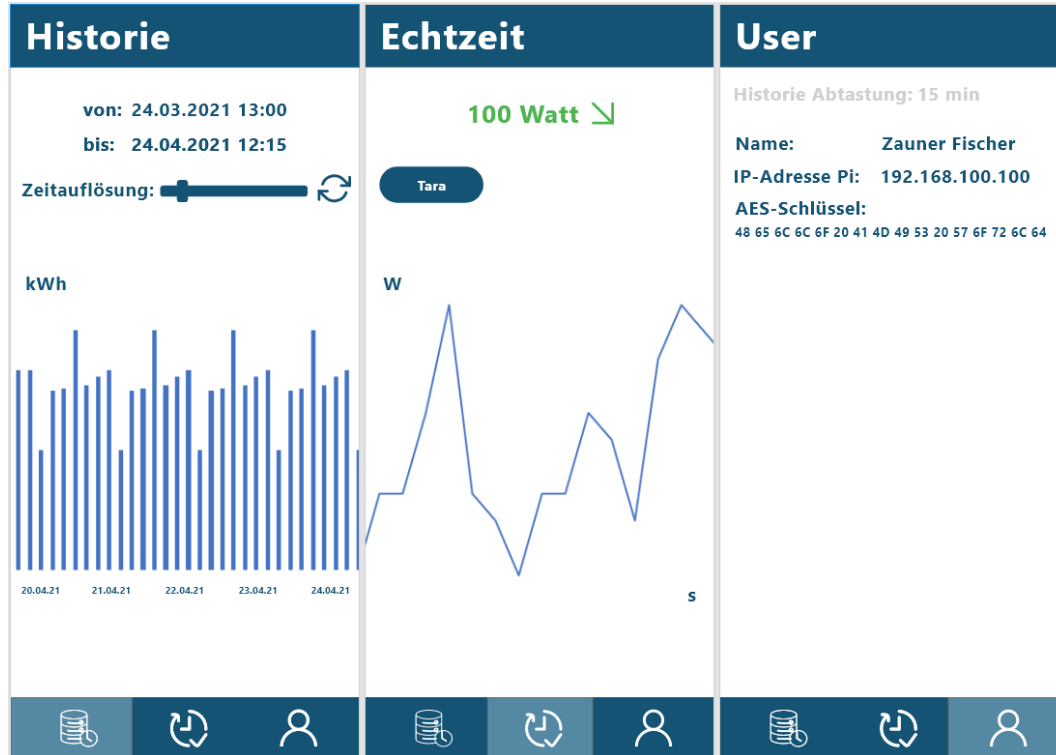 Historie
von: 24.03.2021 13:00
bis: 24.04.2021 12:15
Zeitauflösung:
kWh
20.04.21 21.04.21 22.04.21 23.04.21 24.04.21
Echtzeit
100 Watt
Tara
W
s
User
Historie Abtastung: 15 min
Name: Zauner Fischer
IP-Adresse Pi: 192.168.100.100
AES-Schlüssel:
48 65 6C 6C 6F 20 41 4D 49 53 20 57 6F 72 6C 64